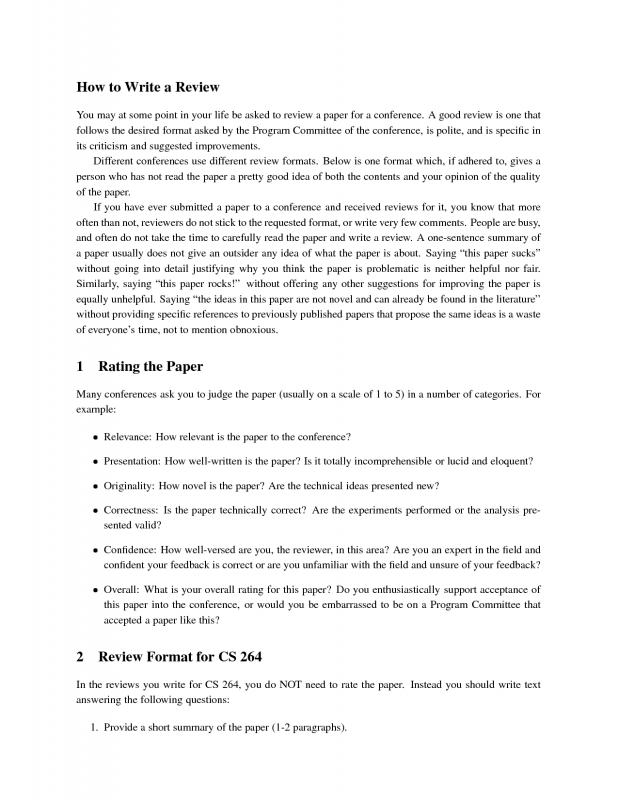 How to Write a Review
You may at some point in your life be asked to review a paper for a conference. A good review is one that
follows the desired format asked by the Program Committee of the conference, is polite, and is specific in
its criticism and suggested improvements.
Different conferences use different review formats. Below is one format which, if adhered to, gives a
person who has not read the paper a pretty good idea of both the contents and your opinion of the quality
of the paper.
If you have ever submitted a paper to a conference and received reviews for it, you know that more
often than not, reviewers do not stick to the requested format, or write very few comments. People are busy,
and often do not take the time to carefully read the paper and write a review. A one-sentence summary of
a paper usually does not give an outsider any idea of what the paper is about. Saying “this paper sucks”
without going into detail justifying why you think the paper is problematic is neither helpful nor fair.
Similarly, saying “this paper rocks!” without offering any other suggestions for improving the paper is
equally unhelpful. Saying “the ideas in this paper are not novel and can already be found in the literature”
without providing specific references to previously published papers that propose the same ideas is a waste
of everyone’s time, not to mention obnoxious.
1 Rating the Paper
Many conferences ask you to judge the paper (usually on a scale of 1 to 5) in a number of categories. For
example:
• Relevance: How relevant is the paper to the conference?
• Presentation: How well-written is the paper? Is it totally incomprehensible or lucid and eloquent?
• Originality: How novel is the paper? Are the technical ideas presented new?
• Correctness: Is the paper technically correct? Are the experiments performed or the analysis pre-
sented valid?
• Confidence: How well-versed are you, the reviewer, in this area? Are you an expert in the field and
confident your feedback is correct or are you unfamiliar with the field and unsure of your feedback?
• Overall: What is your overall rating for this paper? Do you enthusiastically support acceptance of
this paper into the conference, or would you be embarrassed to be on a Program Committee that
accepted a paper like this?
2 Review Format for CS 264
In the reviews you write for CS 264, you do NOT need to rate the paper. Instead you should write text
answering the following questions:
1. Provide a short summary of the paper (1-2 paragraphs).